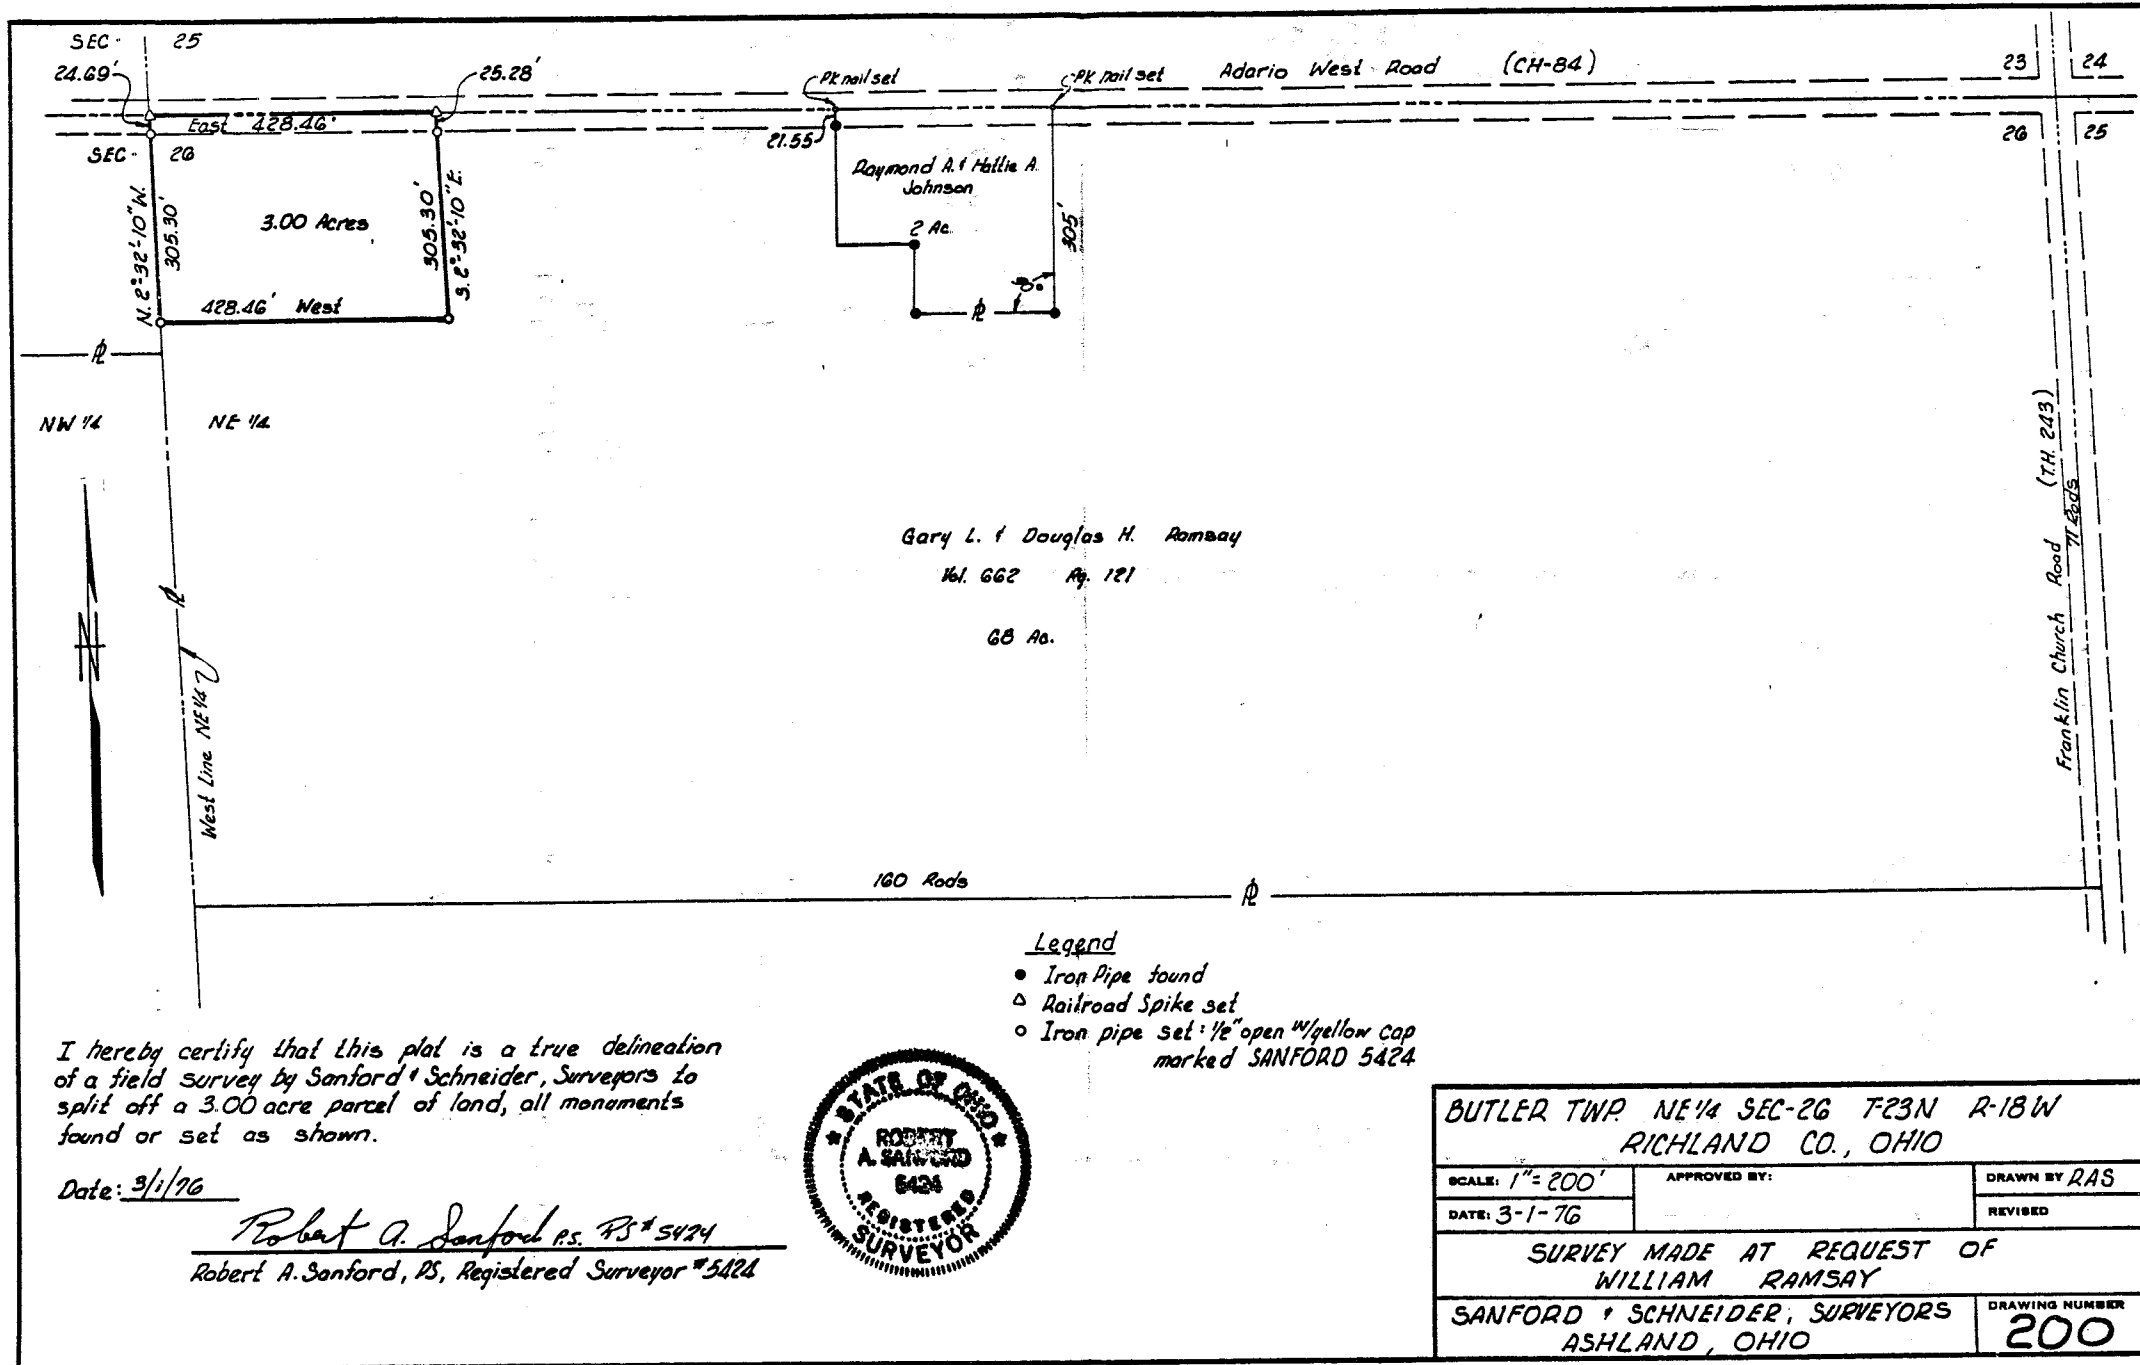 SEC- 25
24.69'
25.28'
PK nail set
PK nail set
Adario West Road (CH-84)
23
24
East 428.46'
SEC- 26
21.55
26
25
Raymond A. & Hattie A.
Johnson
2 Ac.
305'
N. 2°-32'-10" W.
305.30'
3.00 Acres
305.30'
S. 2°-32'-10" E.
428.46' West
PL
PL
NW 1/4
NE 1/4
N
PL
West Line NE 1/4
Gary L. & Douglas H. Ramsay
Vol. 662 Pg. 121
68 Ac.
Franklin Church Road (T.H. 243)
71 Rods
160 Rods
PL
Legend
● Iron Pipe found
△ Railroad Spike set
○ Iron pipe set: 1/2" open w/yellow cap
marked SANFORD 5424
I hereby certify that this plat is a true delineation
of a field survey by Sanford & Schneider, Surveyors to
split off a 3.00 acre parcel of land, all monuments
found or set as shown.
Date: 3/1/76
Robert A. Sanford P.S. RS# 5424
Robert A. Sanford, PS, Registered Surveyor #5424
STATE OF OHIO
ROBERT
A. SANFORD
5424
REGISTERED
SURVEYOR
BUTLER TWP. NE 1/4 SEC-26 T-23N R-18W
RICHLAND CO., OHIO
SCALE: 1"=200'
APPROVED BY:
DRAWN BY RAS
DATE: 3-1-76
REVISED
SURVEY MADE AT REQUEST OF
WILLIAM RAMSAY
SANFORD & SCHNEIDER, SURVEYORS
ASHLAND, OHIO
DRAWING NUMBER
200